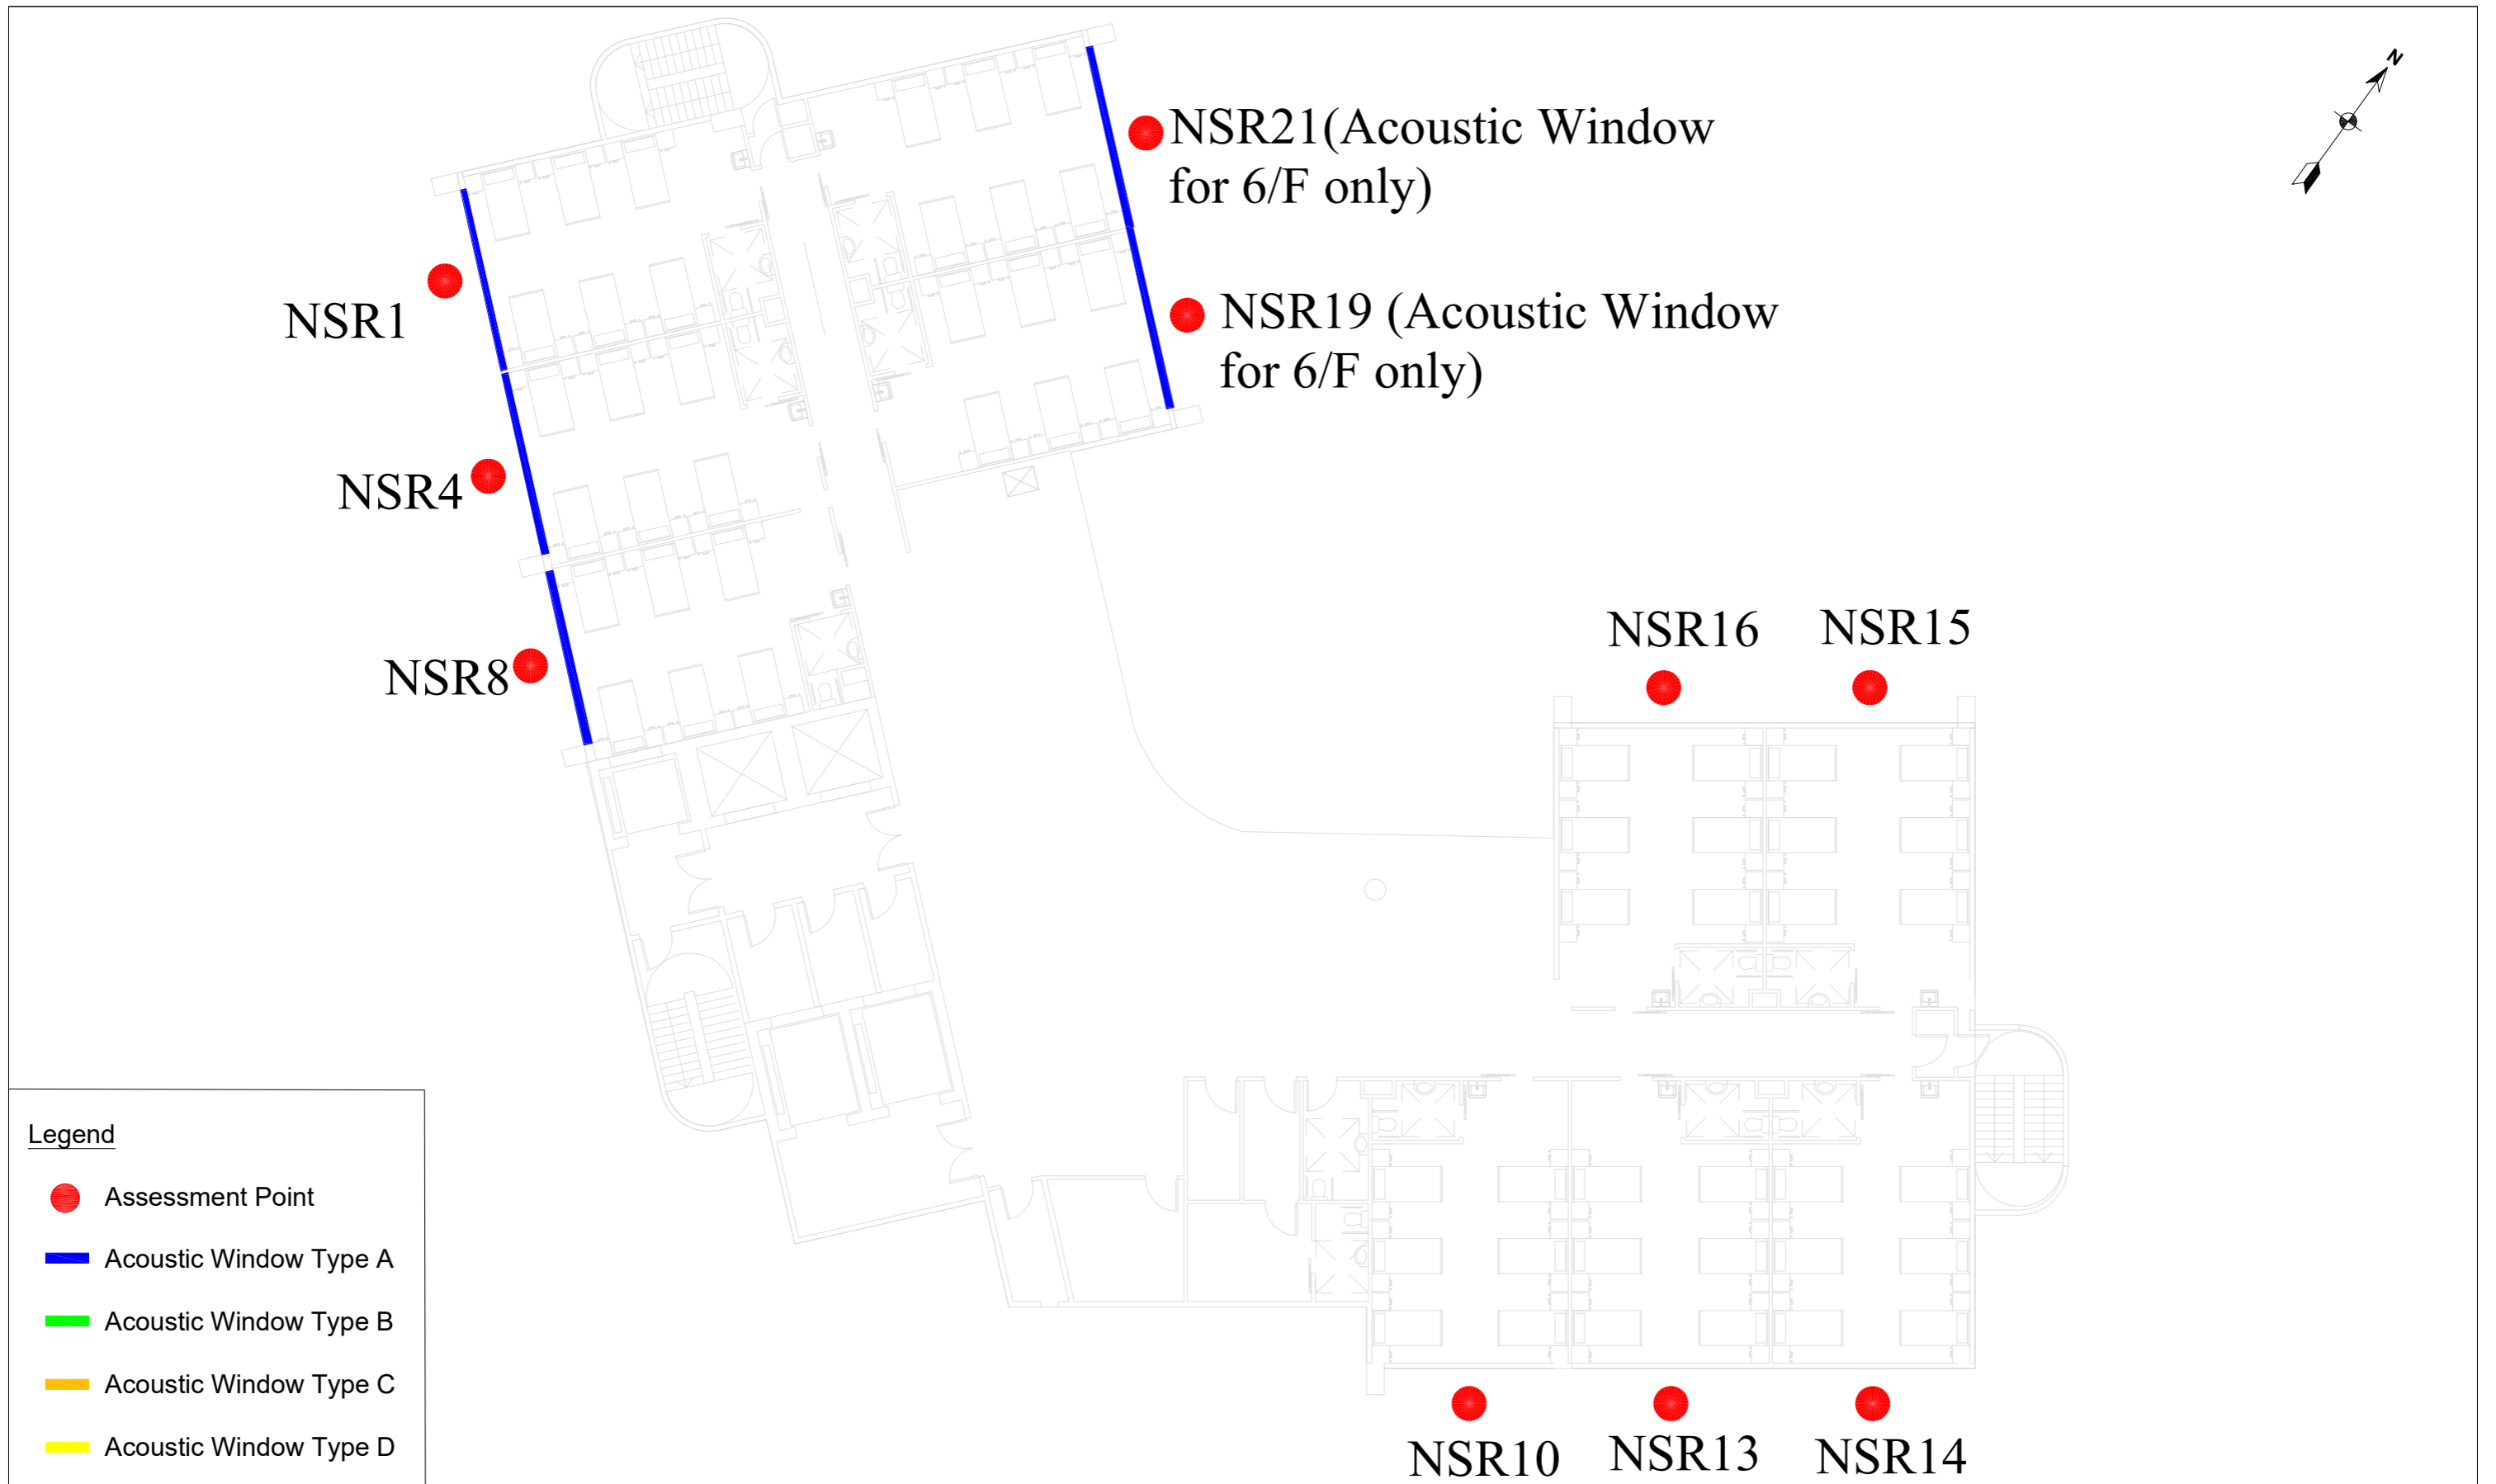 N
NSR21(Acoustic Window
for 6/F only)
NSR1
NSR19 (Acoustic Window
for 6/F only)
NSR4
NSR16
NSR15
NSR8
Legend
Assessment Point
Acoustic Window Type A
Acoustic Window Type B
Acoustic Window Type C
Acoustic Window Type D
NSR10
NSR13
NSR14